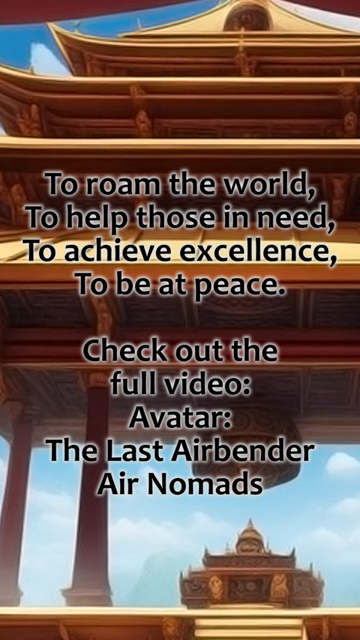 To roam the world,
To help those in need,
To achieve excellence,
To be at peace.
Check out the
full video:
Avatar:
The Last Airbender
Air Nomads